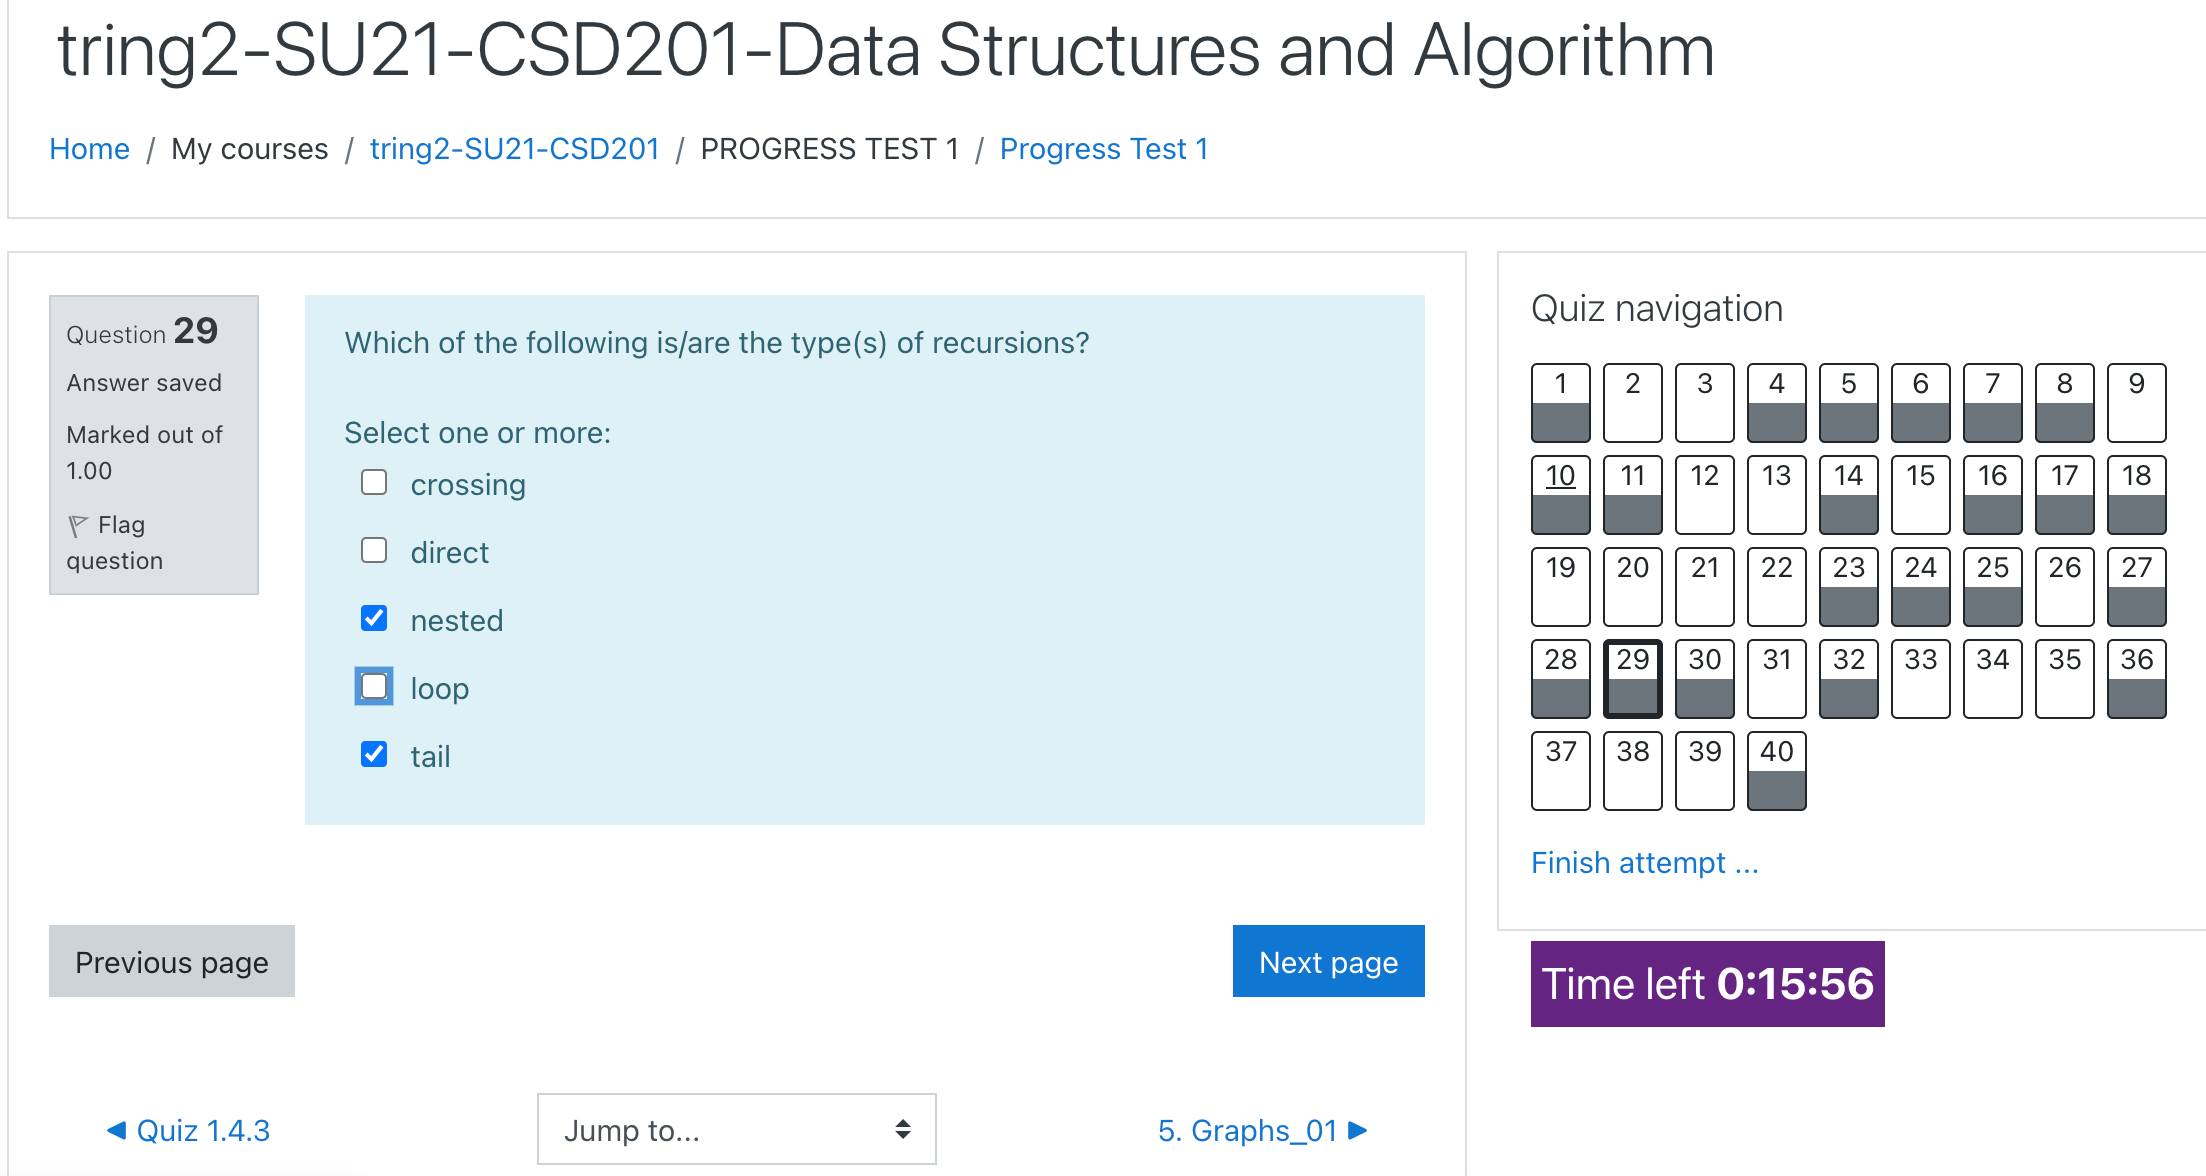 tring2-SU21-CSD201-Data Structures and Algorithm
Home / My courses / tring2-SU21-CSD201 / PROGRESS TEST 1 / Progress Test 1
Question 29
Answer saved
Marked out of
1.00
Flag
question
Which of the following is/are the type(s) of recursions?
Select one or more:
crossing
direct
nested
loop
tail
Previous page
Next page
Quiz navigation
1 2 3 4 5 6 7 8 9
10 11 12 13 14 15 16 17 18
19 20 21 22 23 24 25 26 27
28 29 30 31 32 33 34 35 36
37 38 39 40
Finish attempt ...
Time left 0:15:56
◀ Quiz 1.4.3
Jump to...
5. Graphs_01 ▶